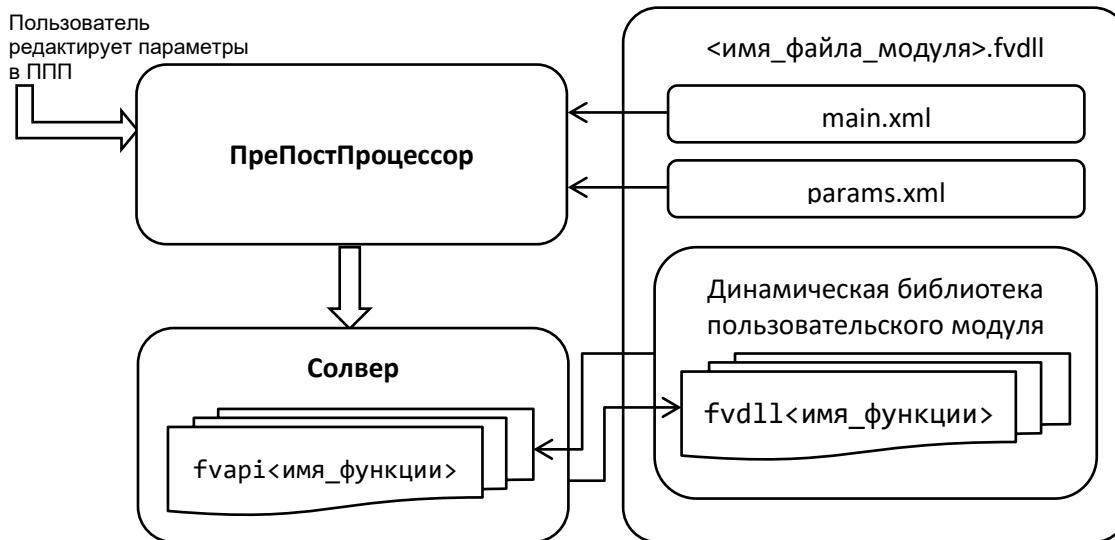 Пользователь
редактирует параметры
в ППП
ПреПостПроцессор
Солвер
fvapi<имя_функции>
<имя_файла_модуля>.fvdll
main.xml
params.xml
Динамическая библиотека
пользовательского модуля
fvdll<имя_функции>